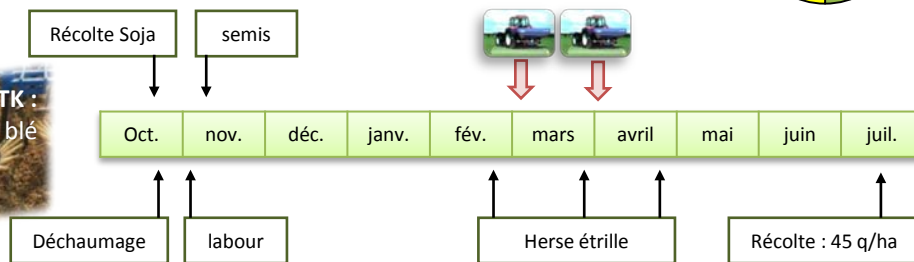 Récolte Soja
semis
TK :
blé
Oct. nov. déc. janv. fév. mars avril mai juin juil.
Déchaumage
labour
Herse étrille
Récolte : 45 q/ha